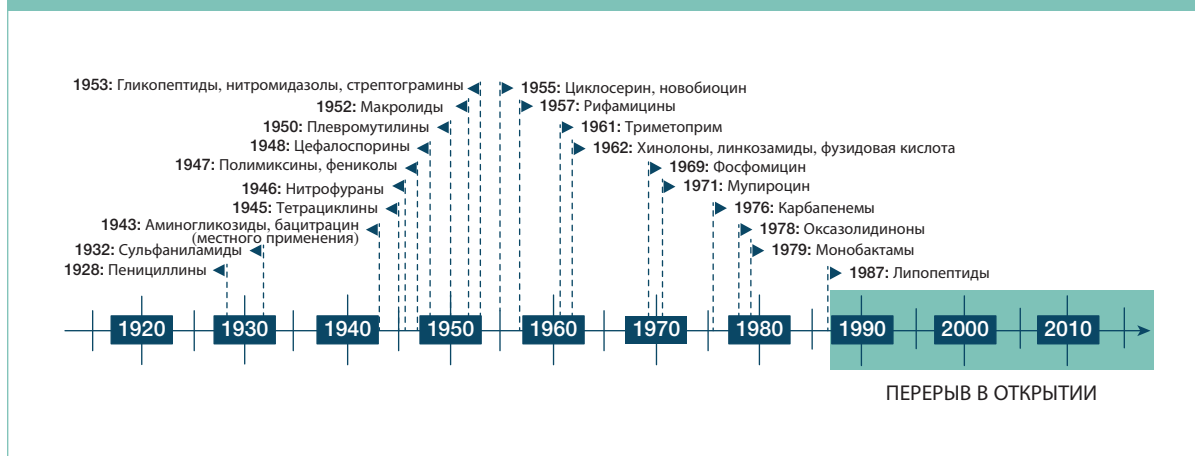 1953: Гликопептиды, нитромидазолы, стрептограмины
1952: Макролиды
1950: Плевромутилины
1948: Цефалоспорины
1947: Полимиксины, фениколы
1946: Нитрофураны
1945: Тетрациклины
1943: Аминогликозиды, бацитрацин
(местного применения)
1932: Сульфаниламиды
1928: Пенициллины
1955: Циклосерин, новобиоцин
1957: Рифамицины
1961: Триметоприм
1962: Хинолоны, линкозамиды, фузидовая кислота
1969: Фосфомицин
1971: Мупироцин
1976: Карбапенемы
1978: Оксазолидиноны
1979: Монобактамы
1987: Липопептиды
1920 1930 1940 1950 1960 1970 1980 1990 2000 2010
ПЕРЕРЫВ В ОТКРЫТИИ